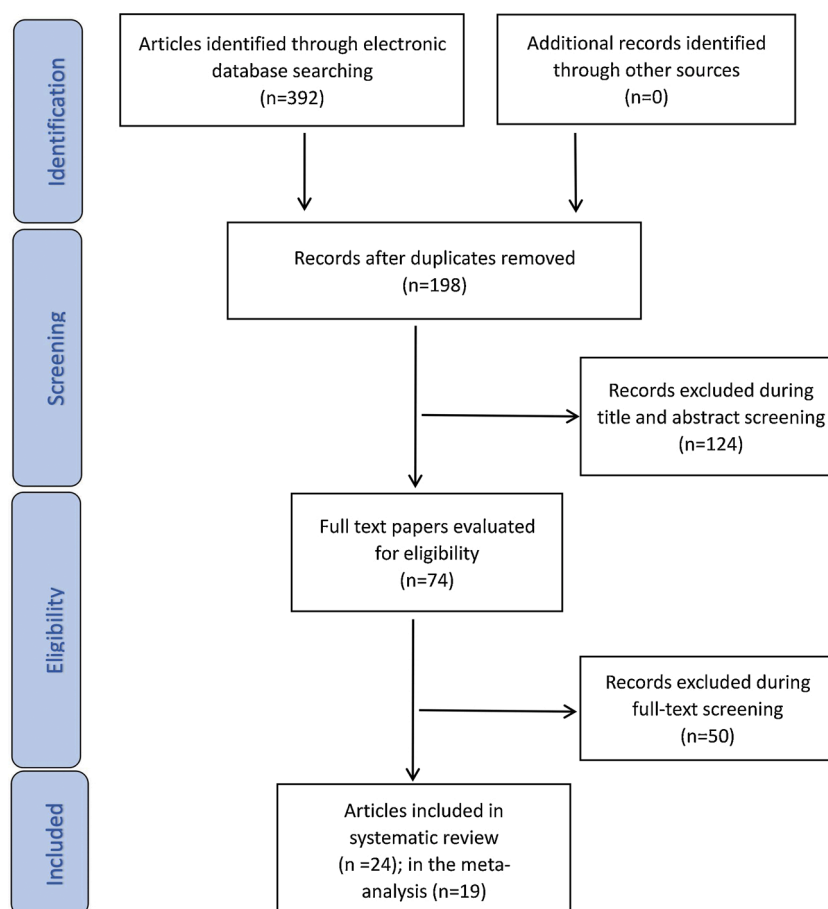 Identification
Articles identified through electronic
database searching
(n=392)
Additional records identified
through other sources
(n=0)
Screening
Records after duplicates removed
(n=198)
Records excluded during
title and abstract screening
(n=124)
Eligibility
Full text papers evaluated
for eligibility
(n=74)
Records excluded during
full-text screening
(n=50)
Included
Articles included in
systematic review
(n =24); in the meta-
analysis (n=19)